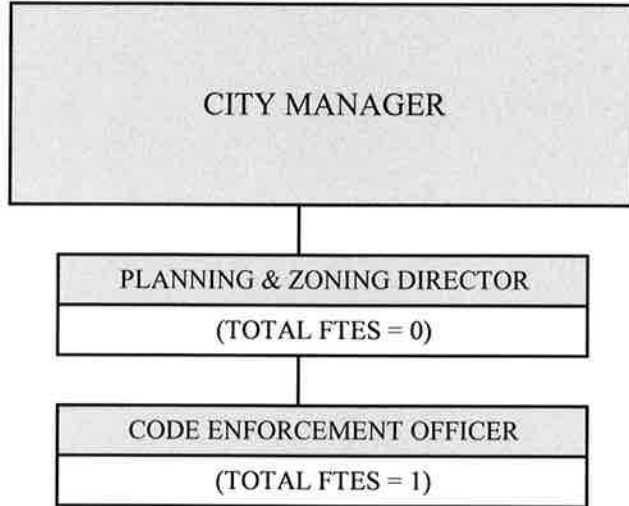 CITY MANAGER
PLANNING & ZONING DIRECTOR
(TOTAL FTES = 0)
CODE ENFORCEMENT OFFICER
(TOTAL FTES = 1)